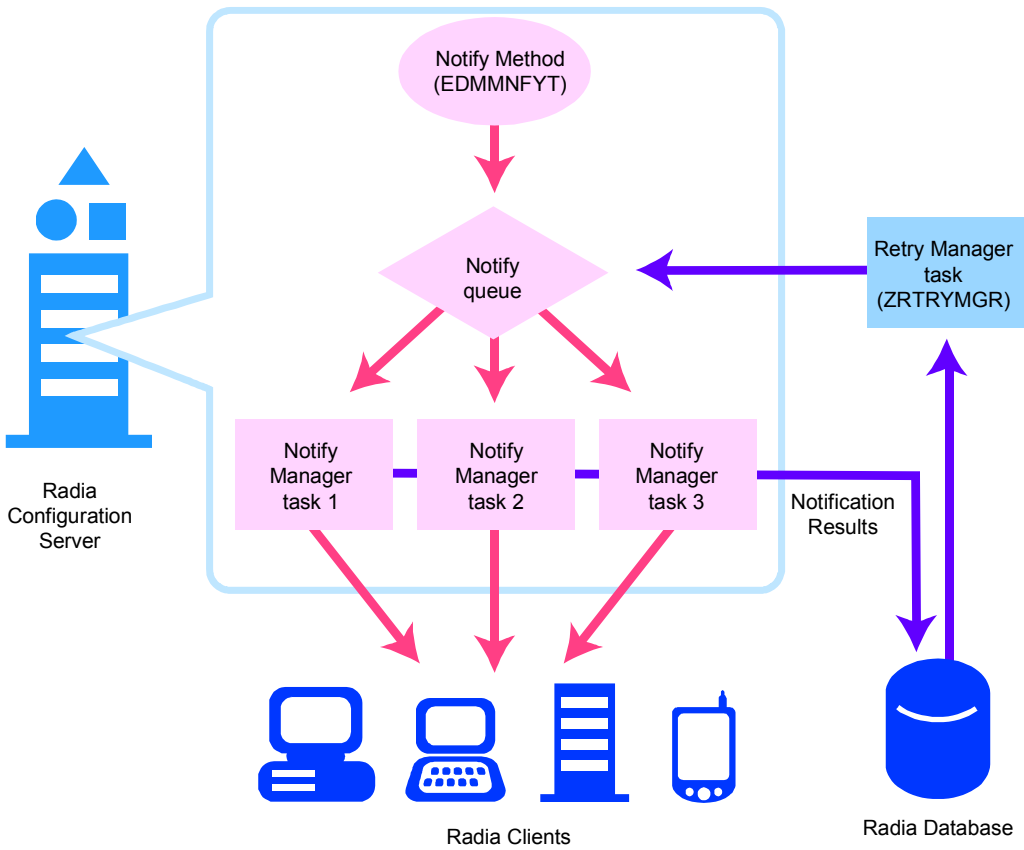 Notify Method
(EDMMNFYT)
Notify
queue
Retry Manager
task
(ZRTRYMGR)
Notify
Manager
task 1
Notify
Manager
task 2
Notify
Manager
task 3
Radia
Configuration
Server
Notification
Results
Radia Clients
Radia Database